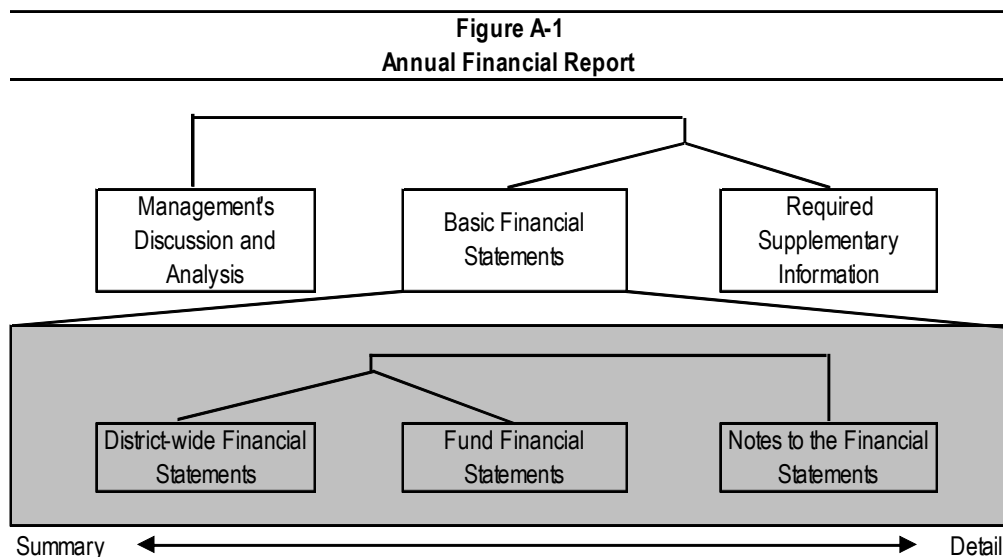 Figure A-1
Annual Financial Report
Management's
Discussion and
Analysis
Basic Financial
Statements
Required
Supplementary
Information
District-wide Financial
Statements
Fund Financial
Statements
Notes to the Financial
Statements
Summary
Detail